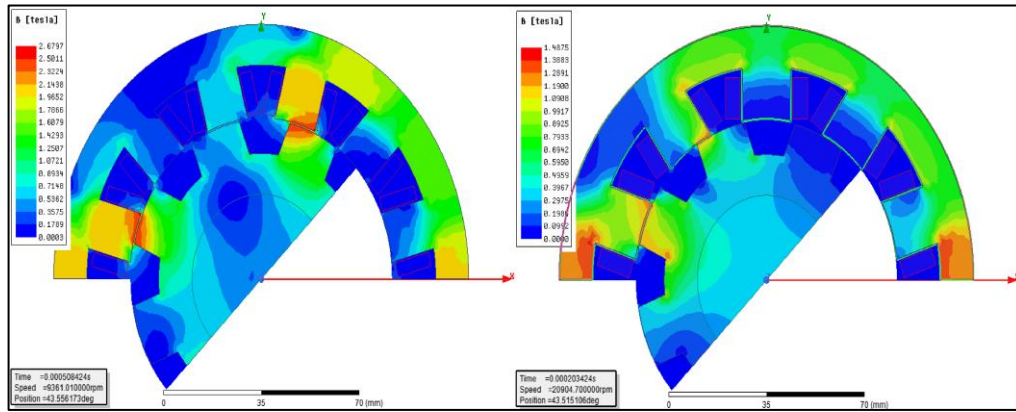 B [tesla]
2.6797
2.5011
2.3224
2.1438
1.9652
1.7866
1.6079
1.4293
1.2507
1.0721
0.8934
0.7148
0.5362
0.3575
0.1789
0.0003
Y
X
Time =0.000508424s
Speed =9361.010000rpm
Position =43.556173deg
0 35 70 (mm)
B [tesla]
1.4875
1.3883
1.2891
1.1900
1.0908
0.9917
0.8925
0.7933
0.6942
0.5950
0.4959
0.3967
0.2975
0.0992
0.0000
Y
Time =0.000203424s
Speed =20904.700000rpm
Position =43.515106deg
0 35 70 (mm)